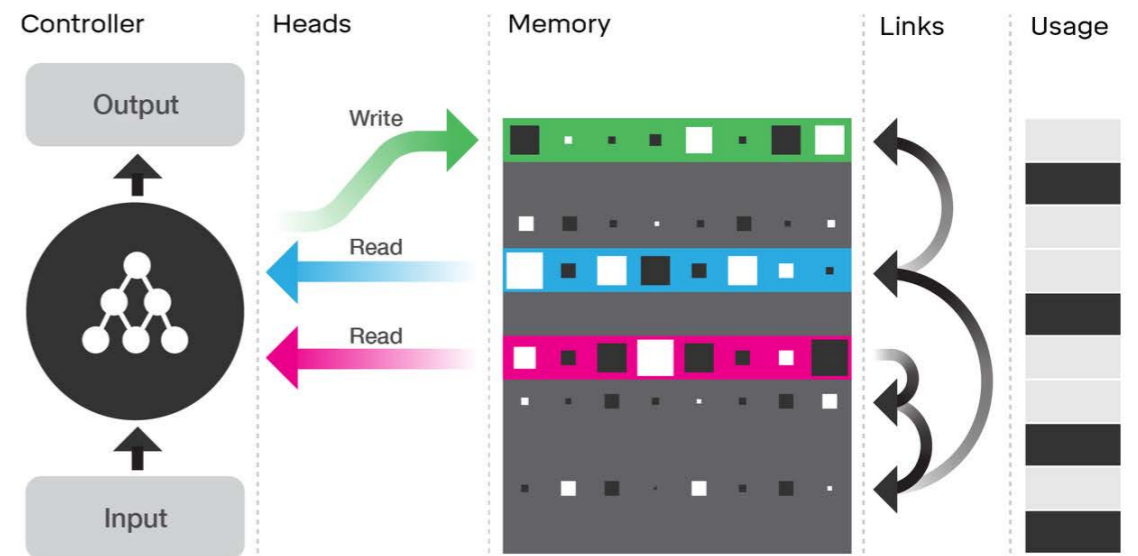 Controller
Heads
Memory
Links
Usage
Output
Write
Read
Read
Input